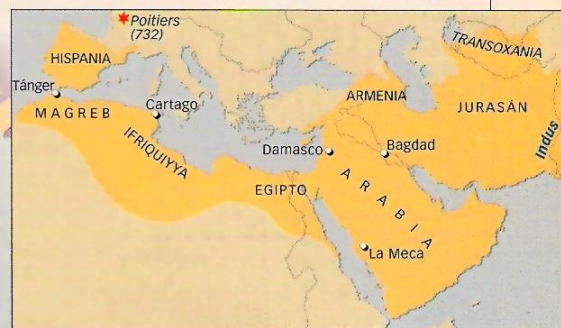 Poitiers
(732)
TRANSOXANIA
HISPANIA
Tánger
Cartago
ARMENIA
JURASÁN
MAGREB
Indus
IFRIQUIYYA
Damasco
Bagdad
EGIPTO
ARABIA
La Meca